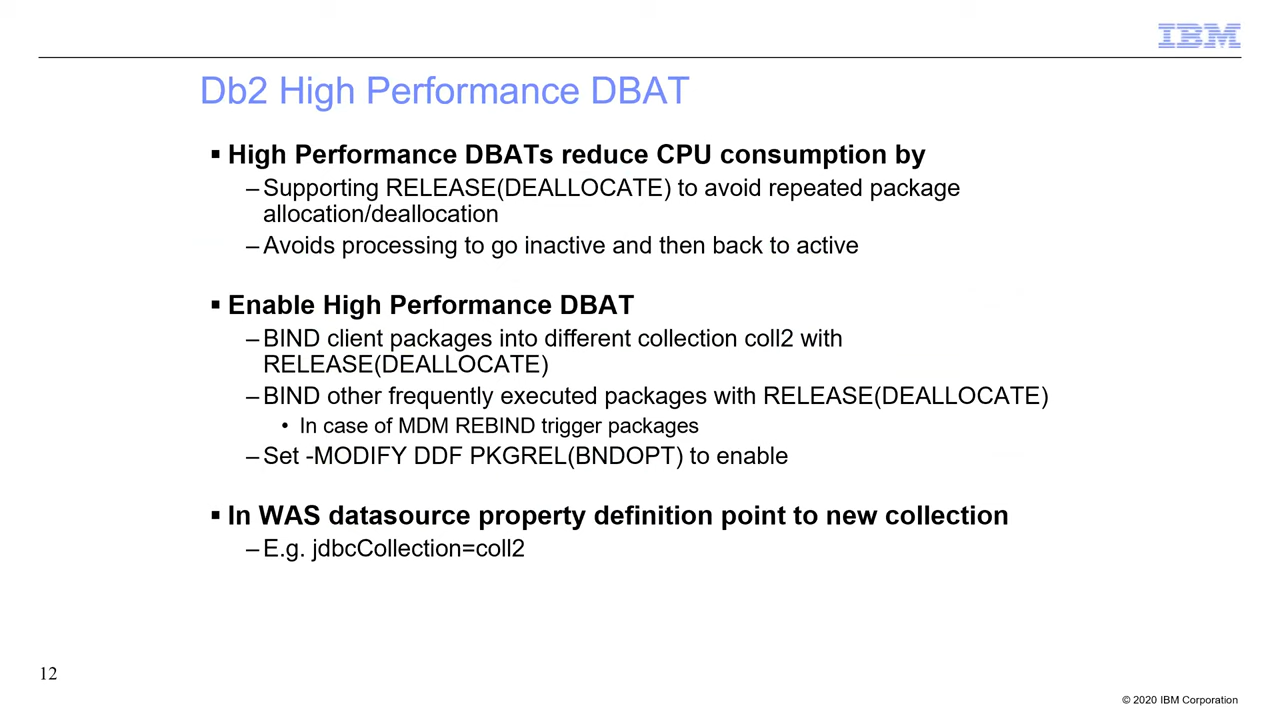 IBM
Db2 High Performance DBAT
▪ High Performance DBATs reduce CPU consumption by
– Supporting RELEASE(DEALLOCATE) to avoid repeated package
allocation/deallocation
– Avoids processing to go inactive and then back to active
▪ Enable High Performance DBAT
– BIND client packages into different collection coll2 with
RELEASE(DEALLOCATE)
– BIND other frequently executed packages with RELEASE(DEALLOCATE)
• In case of MDM REBIND trigger packages
– Set -MODIFY DDF PKGREL(BNDOPT) to enable
▪ In WAS datasource property definition point to new collection
– E.g. jdbcCollection=coll2
12
© 2020 IBM Corporation